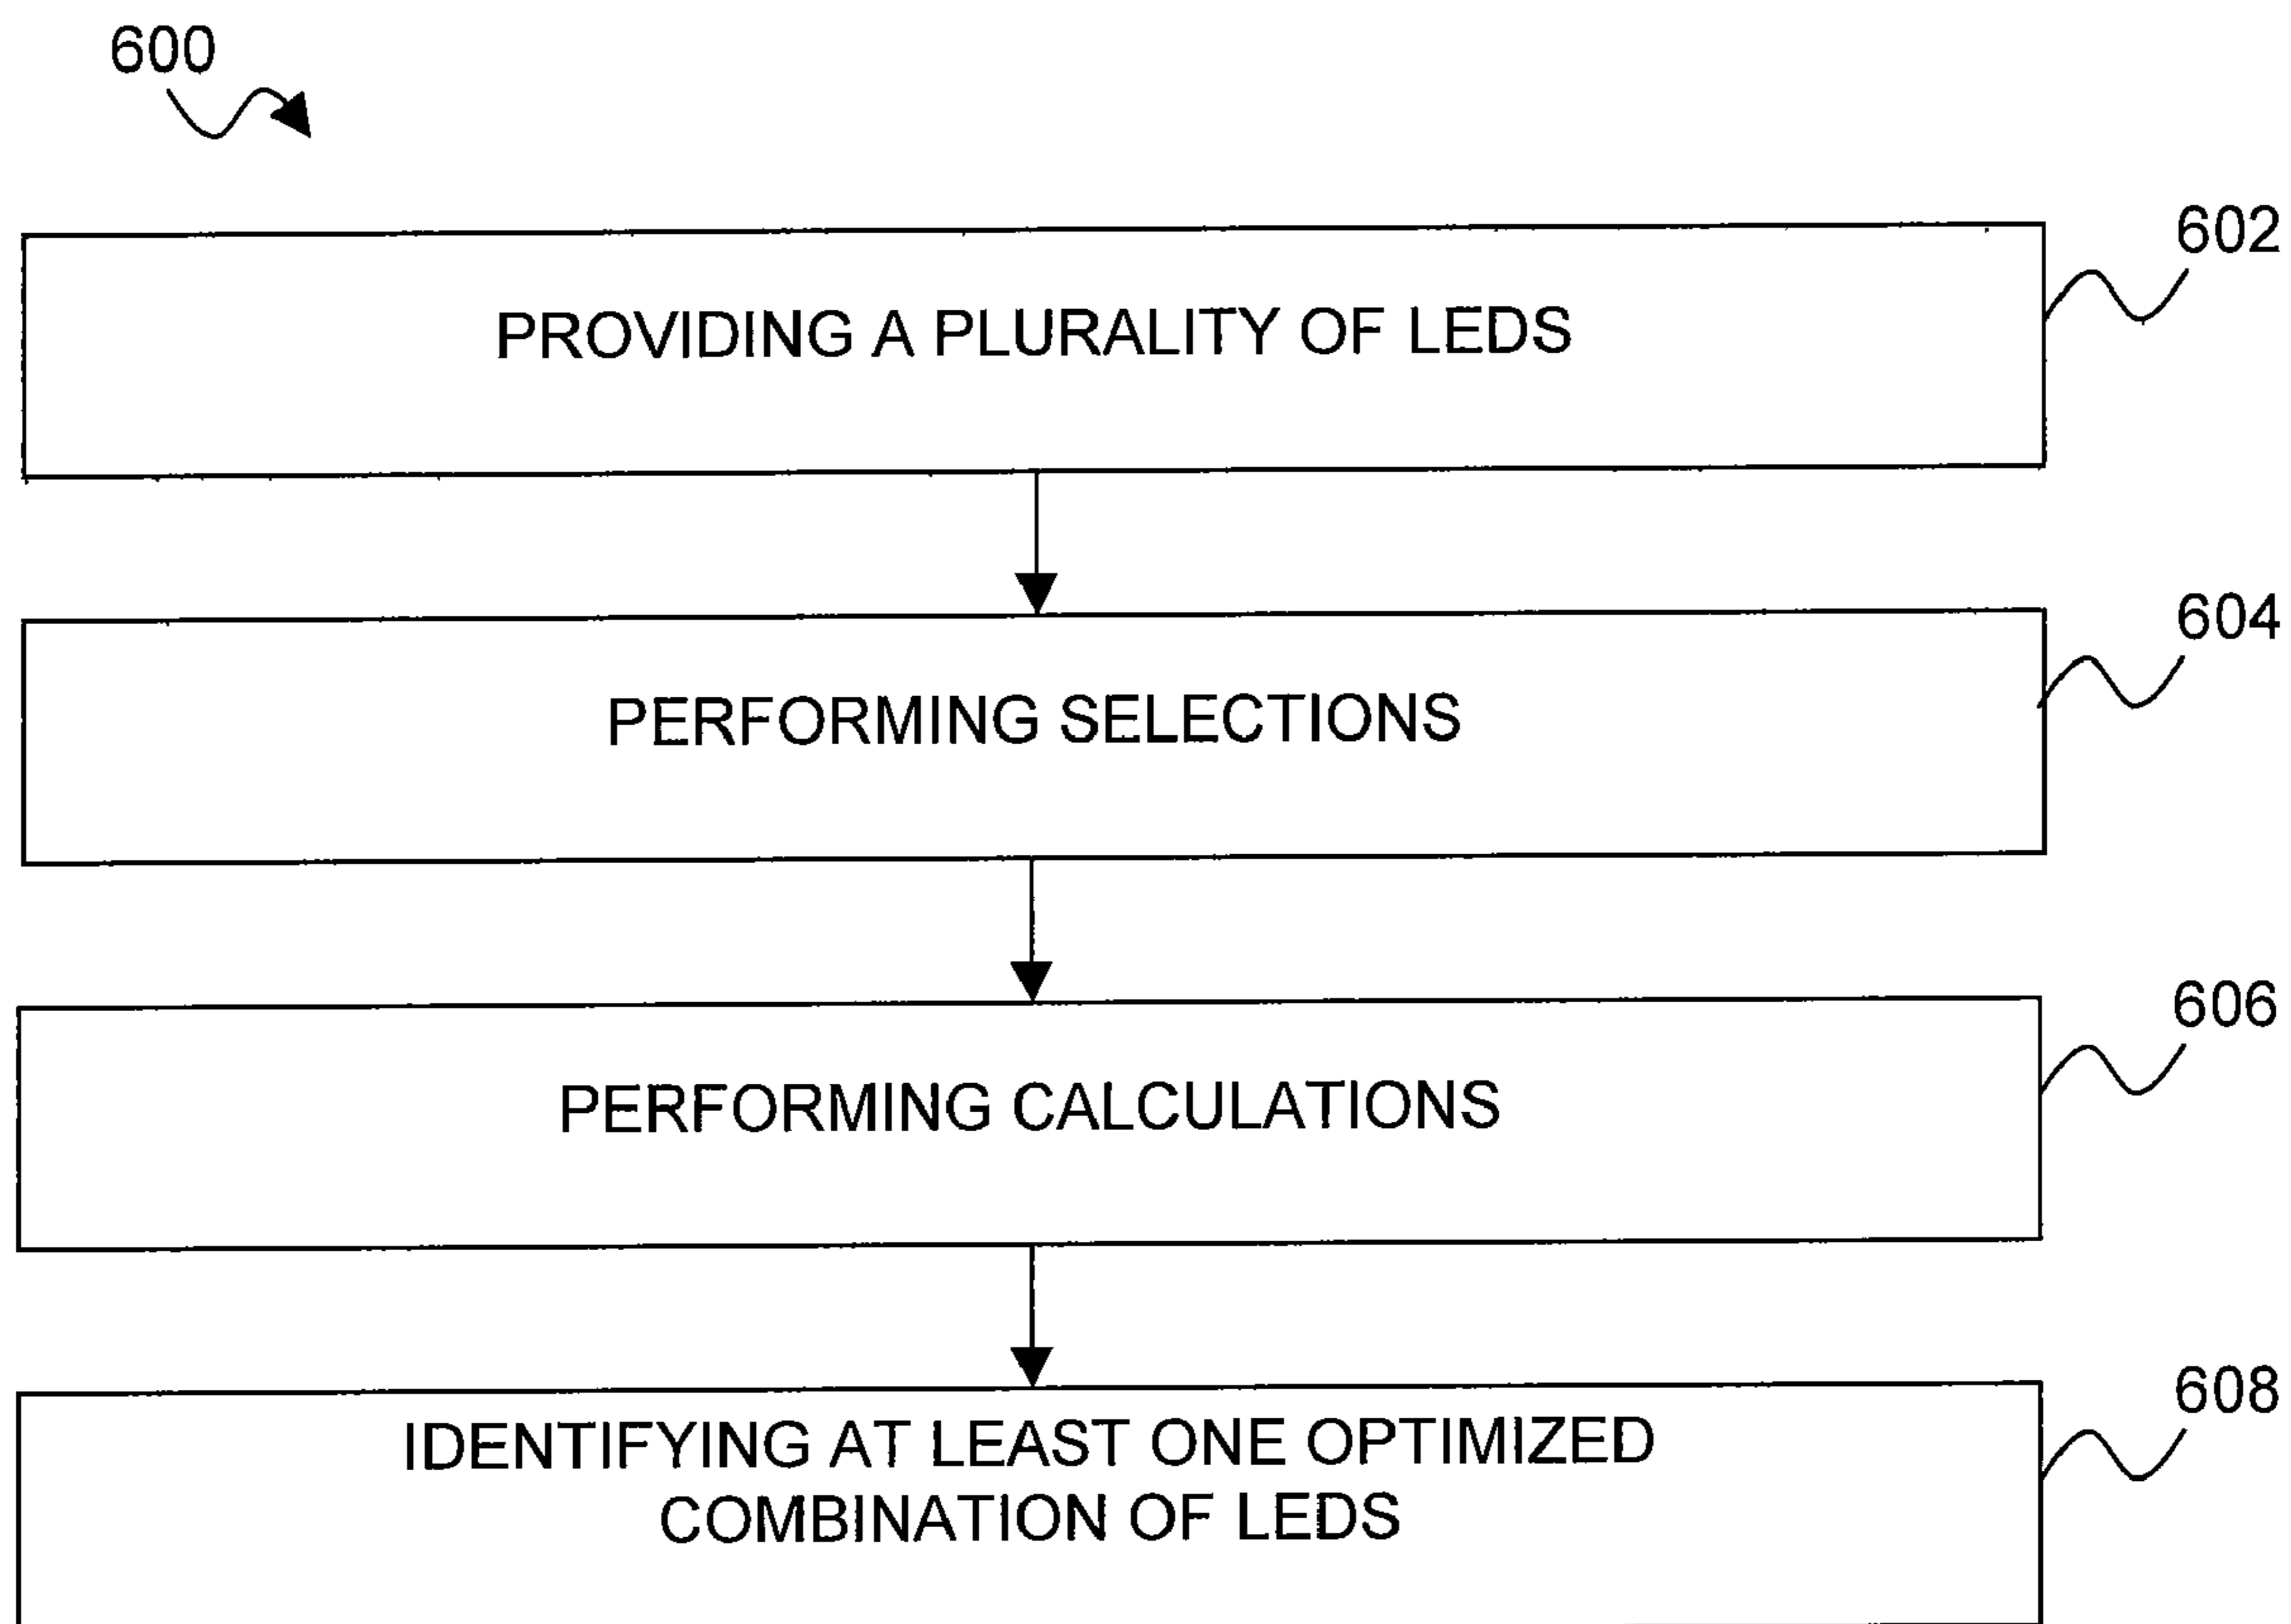 600
602
PROVIDING A PLURALITY OF LEDS
604
PERFORMING SELECTIONS
606
PERFORMING CALCULATIONS
608
IDENTIFYING AT LEAST ONE OPTIMIZED
COMBINATION OF LEDS